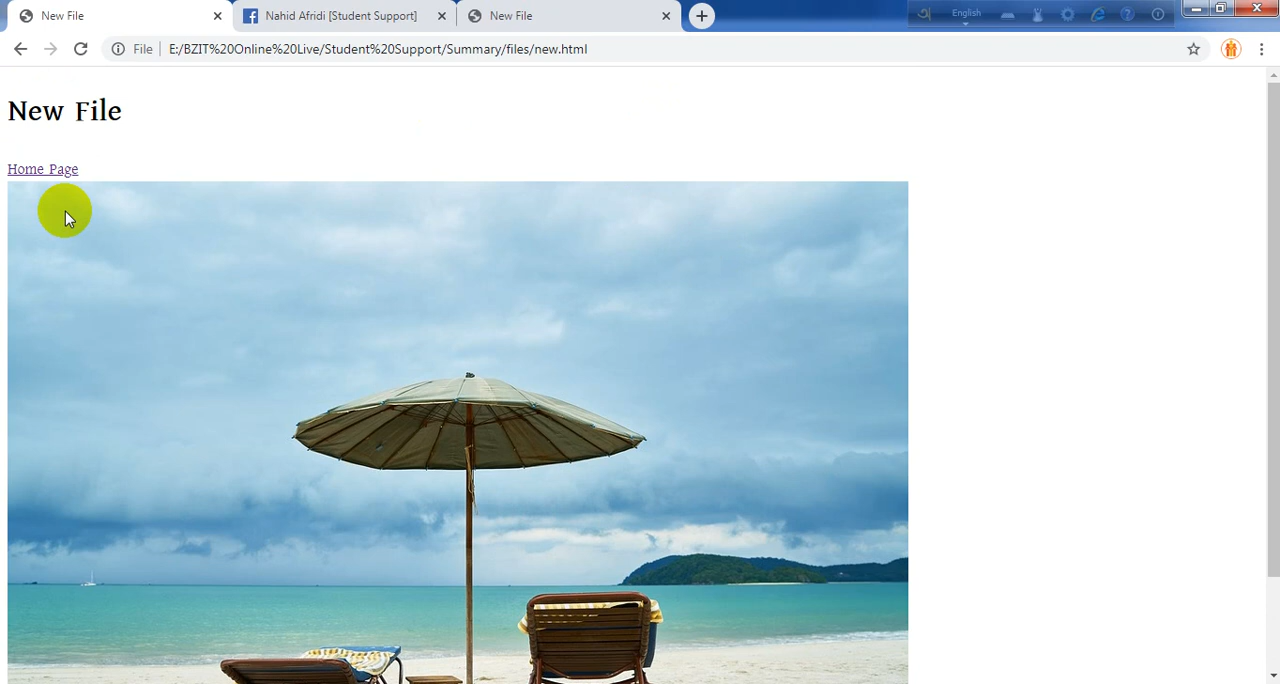 New File
Nahid Afridi [Student Support]
New File
অ
English
File
E:/BZIT%20Online%20Live/Student%20Support/Summary/files/new.html
New File
Home Page